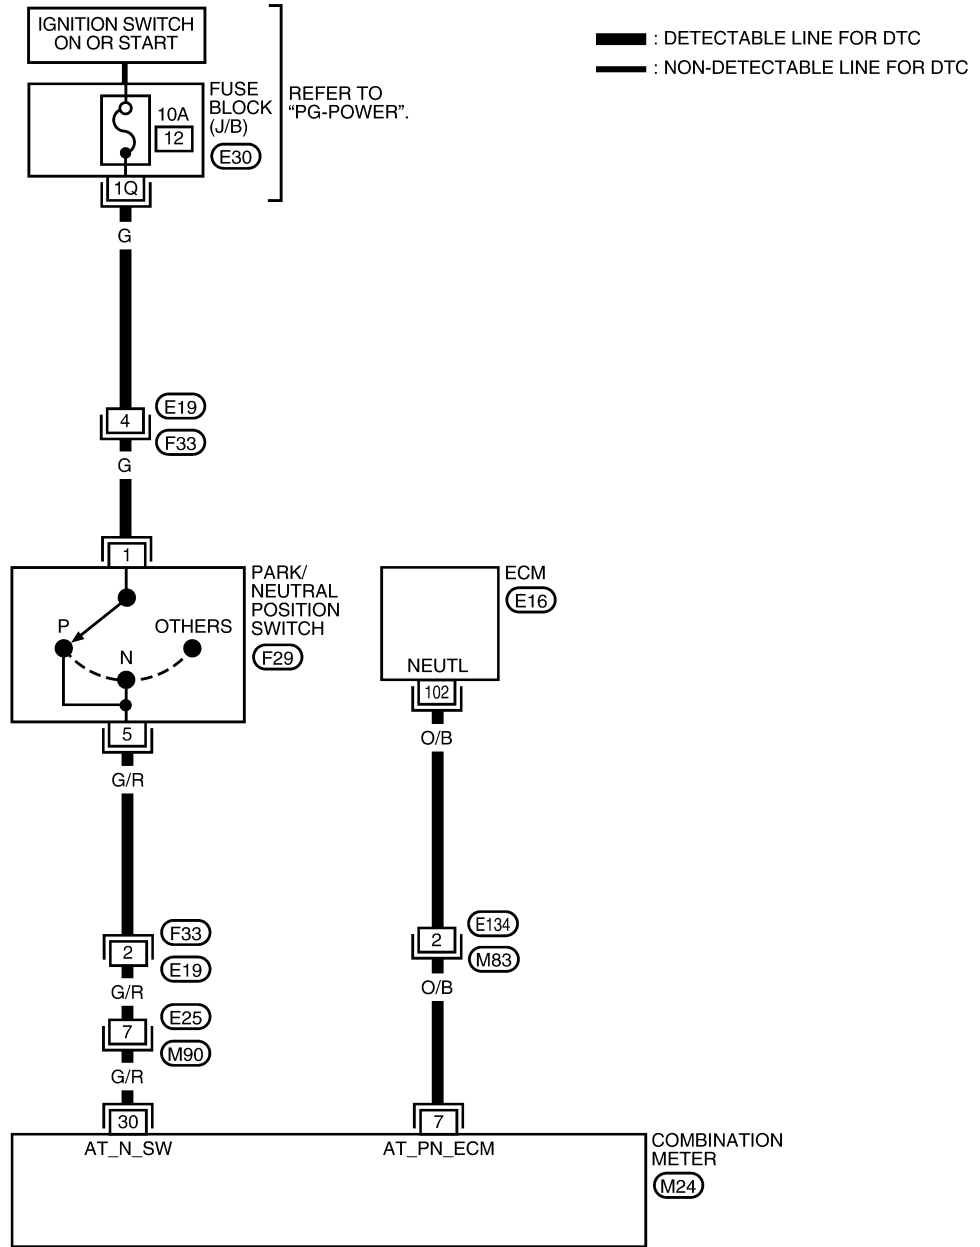 IGNITION SWITCH
ON OR START
FUSE
BLOCK
(J/B)
10A
12
E30
REFER TO
“PG-POWER”.
: DETECTABLE LINE FOR DTC
: NON-DETECTABLE LINE FOR DTC
1Q
G
4
E19
F33
G
1
PARK/
NEUTRAL
POSITION
SWITCH
F29
P
OTHERS
N
5
G/R
ECM
E16
NEUTL
102
O/B
F33
2
E19
G/R
E25
7
M90
G/R
30
AT_N_SW
E134
2
M83
O/B
7
AT_PN_ECM
COMBINATION
METER
M24